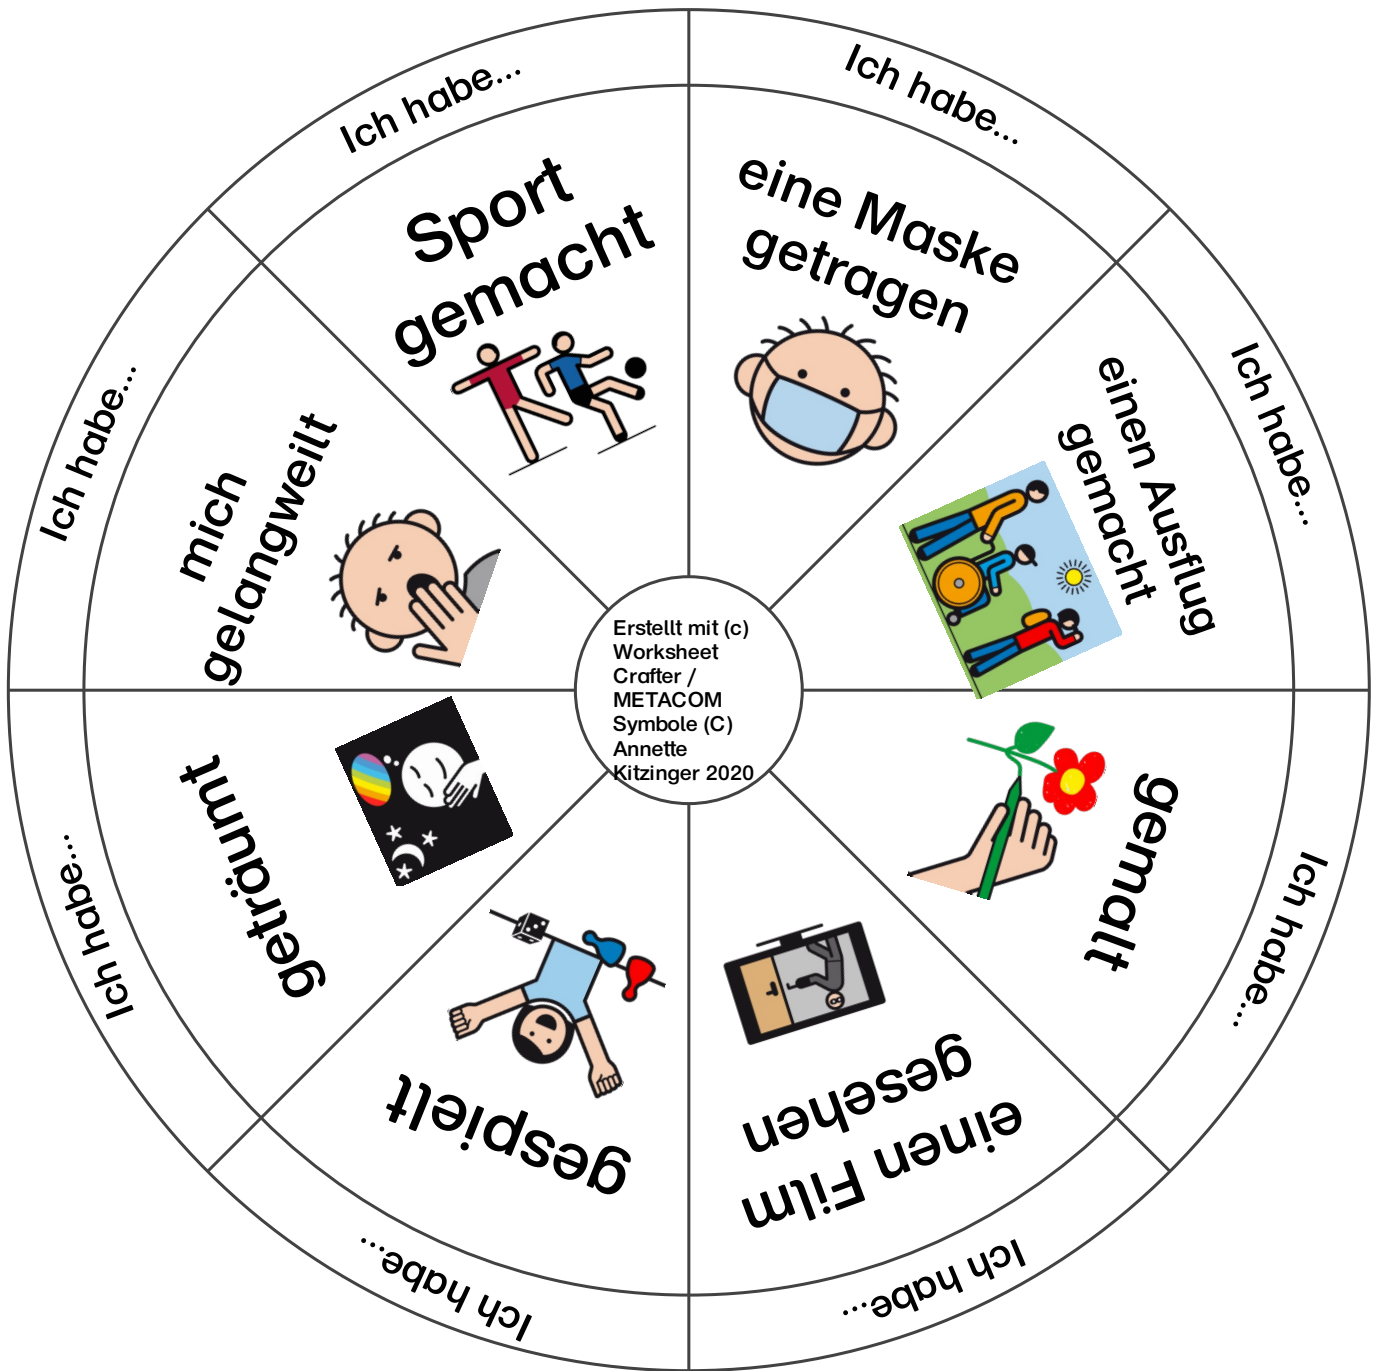 Ich habe...
eine Maske
getragen
Ich habe...
einen Ausflug
gemacht
Ich habe...
gemalt
Ich habe...
einen Film
gesehen
Ich habe...
gespielt
Ich habe...
geträumt
Ich habe...
mich
gelangweilt
Ich habe...
Sport
gemacht
Erstellt mit (c)
Worksheet
Crafter /
METACOM
Symbole (C)
Annette
Kitzinger 2020